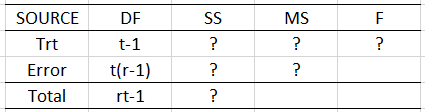 SOURCE DF SS MS F
Trt t-1 ? ? ?
Error t(r-1) ? ?
Total rt-1 ?